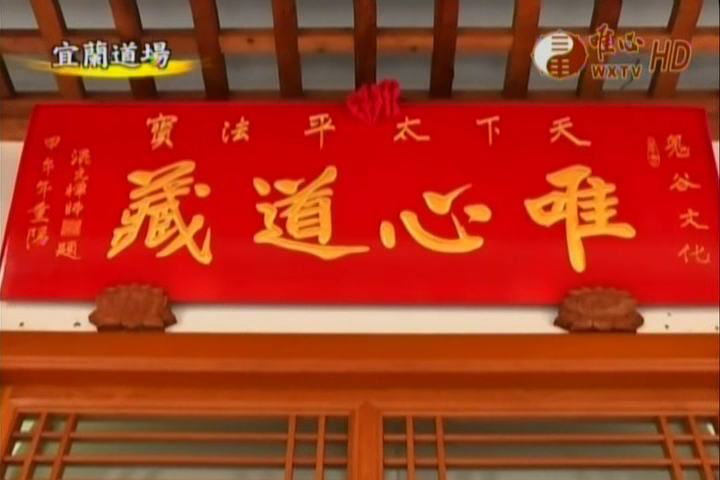 宜蘭道場
唯心
WXTV HD
天下太平法寶
鬼谷文化
唯心道藏
混元禪師題
甲午年重陽